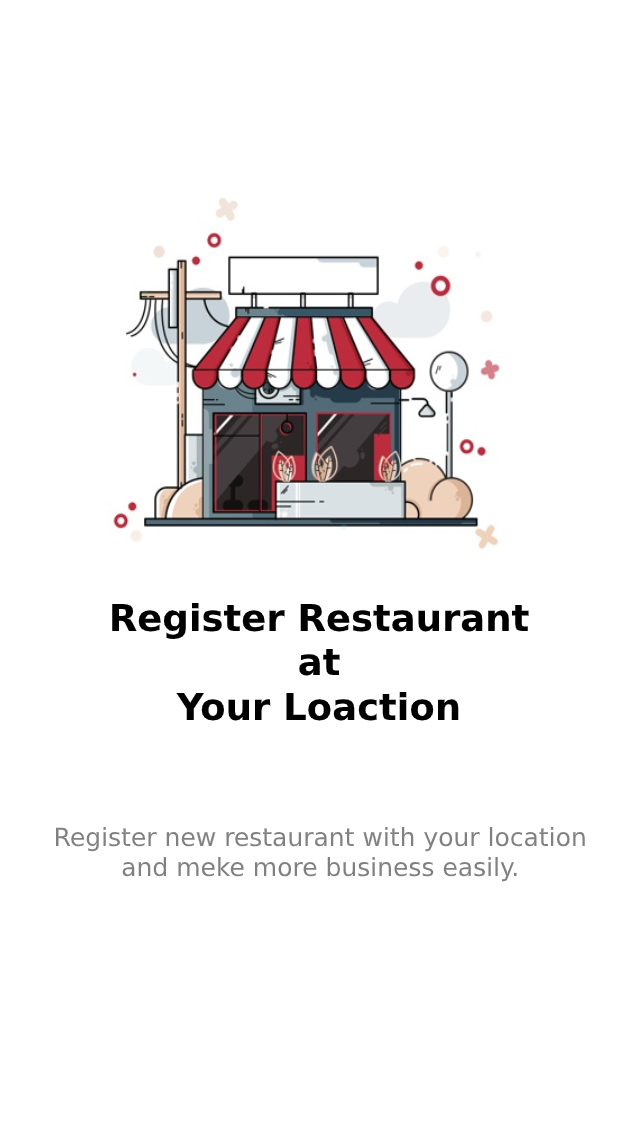 Register Restaurant
at
Your Loaction
Register new restaurant with your location
and meke more business easily.